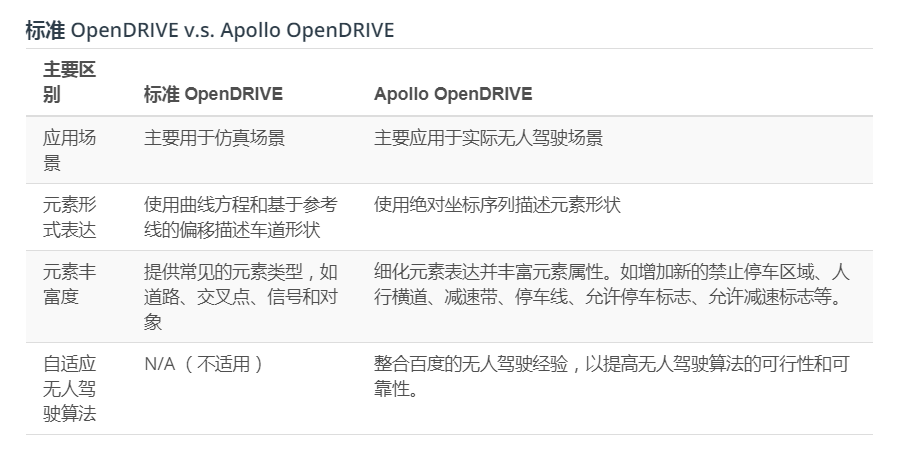 标准 OpenDRIVE v.s. Apollo OpenDRIVE
主要区
别
标准 OpenDRIVE
Apollo OpenDRIVE
应用场
景
主要用于仿真场景
主要应用于实际无人驾驶场景
元素形
式表达
使用曲线方程和基于参考
线的偏移描述车道形状
使用绝对坐标序列描述元素形状
元素丰
富度
提供常见的元素类型，如
道路、交叉点、信号和对
象
细化元素表达并丰富元素属性。如增加新的禁止停车区域、人
行横道、减速带、停车线、允许停车标志、允许减速标志等。
自适应
无人驾
驶算法
N/A（不适用）
整合百度的无人驾驶经验，以提高无人驾驶算法的可行性和可
靠性。